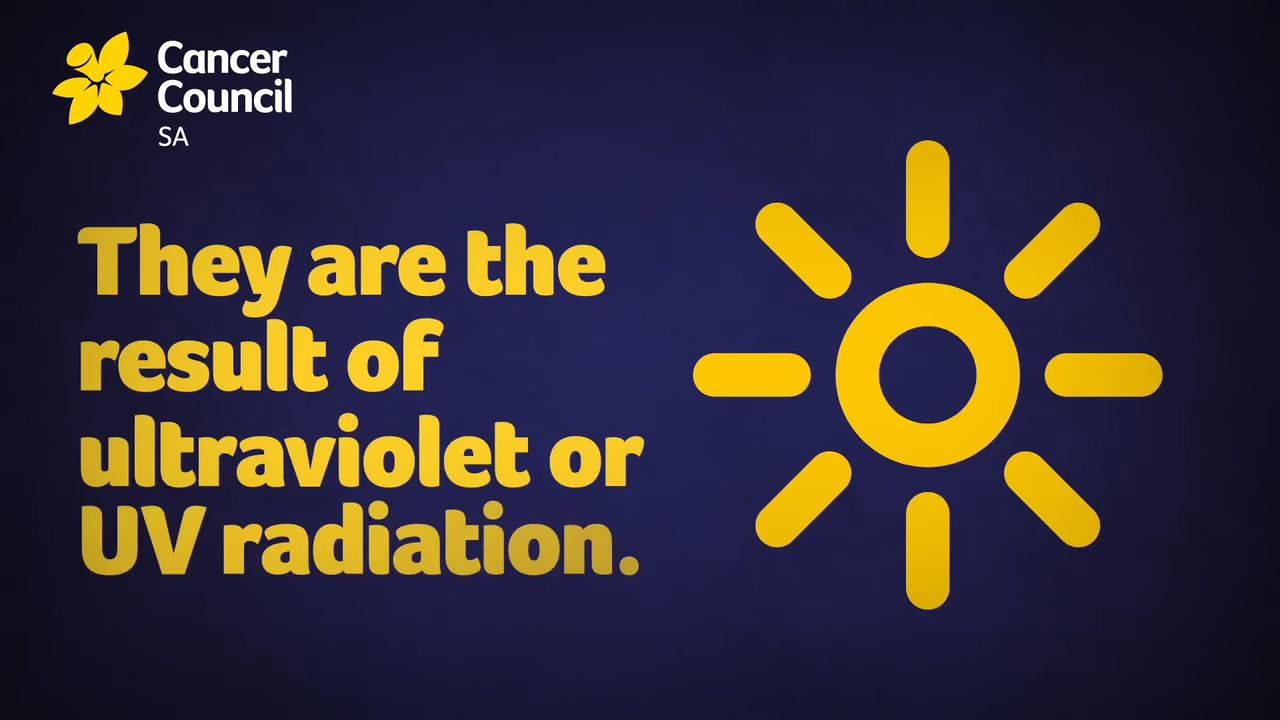 Cancer
Council
SA
They are the
result of
ultraviolet or
UV radiation.